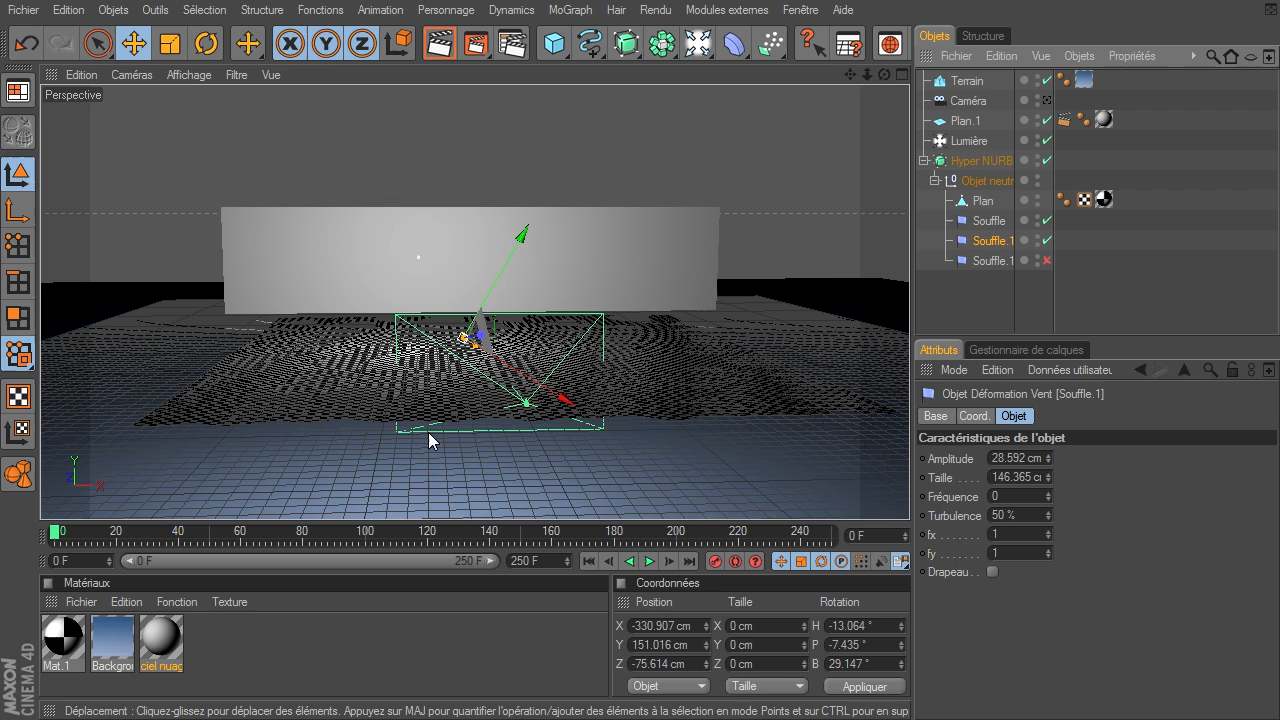 Fichier Edition Objets Outils Sélection Structure Fonctions Animation Personnage Dynamics MoGraph Hair Rendu Modules externes Fenêtre Aide
Objets Structure
Fichier Edition Vue Objets Propriétés
Edition Caméras Affichage Filtre Vue
Perspective
Terrain
Caméra
Plan.1
Lumière
Hyper NURB
Objet neutr
Plan
Souffle
Souffle.1
Souffle.1
Y
Z X
Attributs Gestionnaire de calques
Mode Edition Données utilisateu
Objet Déformation Vent [Souffle.1]
Base Coord. Objet
Caractéristiques de l'objet
Amplitude 28.592 cm
Taille . . . . 146.365 c
Fréquence 0
Turbulence 50 %
fx . . . . . . . 1
fy . . . . . . . 1
Drapeau . .
0 20 40 60 80 100 120 140 160 180 200 220 240 0 F
0 F 0 F 250 F 250 F
Matériaux
Fichier Edition Fonction Texture
Mat.1 Backgrou ciel nuag
Coordonnées
Position Taille Rotation
X -330.907 cm X 0 cm H -13.064 °
Y 151.016 cm Y 0 cm P -7.435 °
Z -75.614 cm Z 0 cm B 29.147 °
Objet Taille Appliquer
MAXON
CINEMA 4D
Déplacement : Cliquez-glissez pour déplacer des éléments. Appuyez sur MAJ pour quantifier l'opération/ajouter des éléments à la sélection en mode Points et sur CTRL pour en sup